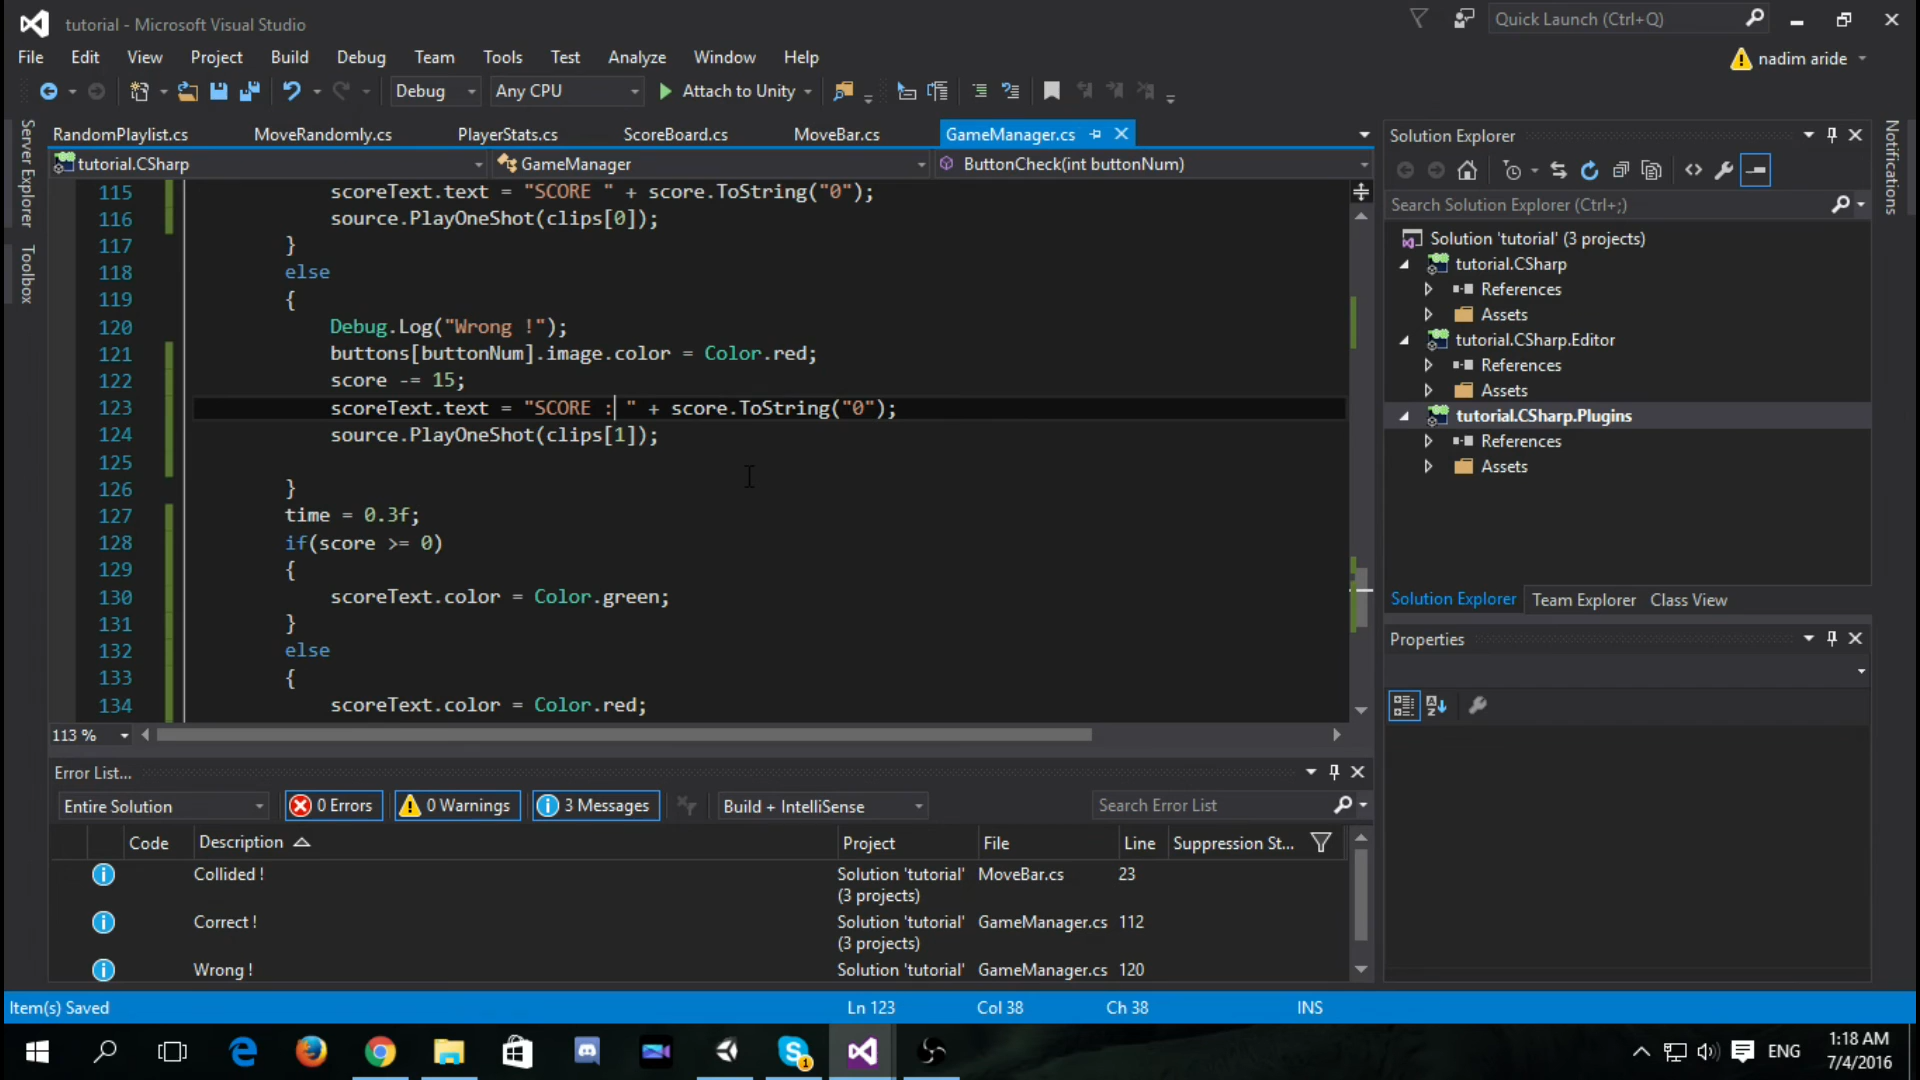 tutorial - Microsoft Visual Studio
Quick Launch (Ctrl+Q)
File Edit View Project Build Debug Team Tools Test Analyze Window Help
nadim aride
Debug Any CPU Attach to Unity
RandomPlaylist.cs MoveRandomly.cs PlayerStats.cs ScoreBoard.cs MoveBar.cs GameManager.cs
tutorial.CSharp GameManager ButtonCheck(int buttonNum)
Server Explorer
Toolbox
115 scoreText.text = "SCORE " + score.ToString("0");
116 source.PlayOneShot(clips[0]);
117 }
118 else
119 {
120 Debug.Log("Wrong !");
121 buttons[buttonNum].image.color = Color.red;
122 score -= 15;
123 scoreText.text = "SCORE : " + score.ToString("0");
124 source.PlayOneShot(clips[1]);
125
126 }
127 time = 0.3f;
128 if(score >= 0)
129 {
130 scoreText.color = Color.green;
131 }
132 else
133 {
134 scoreText.color = Color.red;
113 %
Solution Explorer
Search Solution Explorer (Ctrl+;)
Solution 'tutorial' (3 projects)
tutorial.CSharp
References
Assets
tutorial.CSharp.Editor
References
Assets
tutorial.CSharp.Plugins
References
Assets
Solution Explorer Team Explorer Class View
Properties
Notifications
Error List...
Entire Solution 0 Errors 0 Warnings 3 Messages Build + IntelliSense Search Error List
Code Description Project File Line Suppression St...
Collided ! Solution 'tutorial' MoveBar.cs 23
(3 projects)
Correct ! Solution 'tutorial' GameManager.cs 112
(3 projects)
Wrong ! Solution 'tutorial' GameManager.cs 120
Item(s) Saved Ln 123 Col 38 Ch 38 INS
1
ENG
1:18 AM
7/4/2016